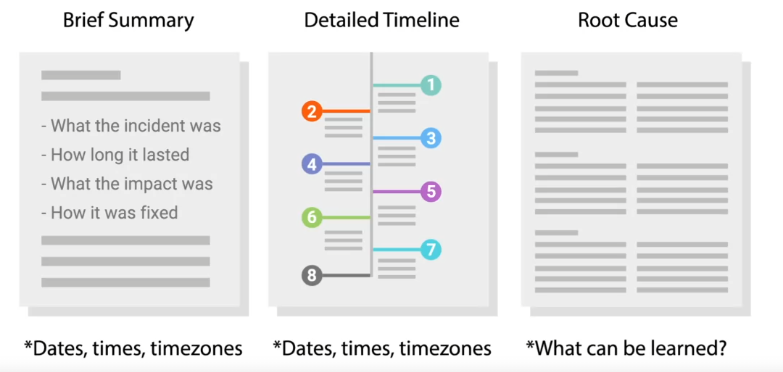 Brief Summary
Detailed Timeline
Root Cause
- What the incident was
- How long it lasted
- What the impact was
- How it was fixed
1
2
3
4
5
6
7
8
*Dates, times, timezones
*Dates, times, timezones
*What can be learned?